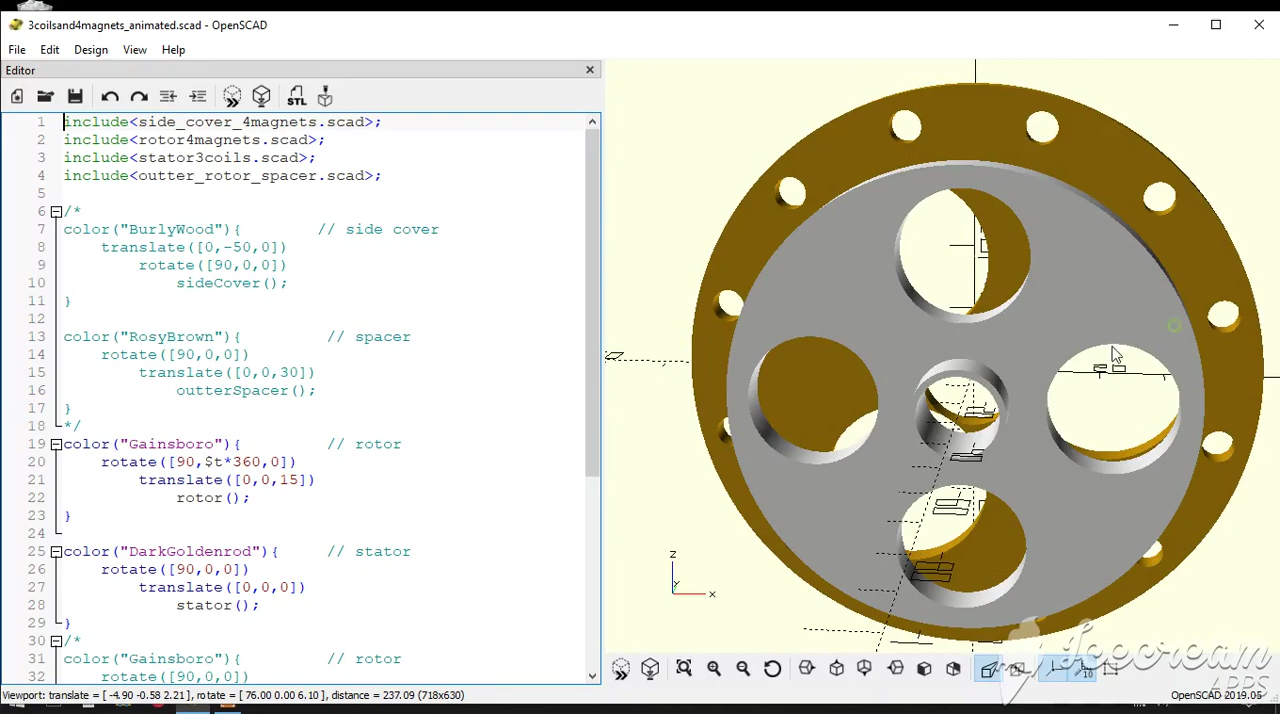 3coilsand4magnets_animated.scad - OpenSCAD
File Edit Design View Help
Editor
STL
1 include<side_cover_4magnets.scad>;
2 include<rotor4magnets.scad>;
3 include<stator3coils.scad>;
4 include<outter_rotor_spacer.scad>;
5
6 /*
7 color("BurlyWood"){ // side cover
8 translate([0,-50,0])
9 rotate([90,0,0])
10 sideCover();
11 }
12
13 color("RosyBrown"){ // spacer
14 rotate([90,0,0])
15 translate([0,0,30])
16 outterSpacer();
17 }
18 */
19 color("Gainsboro"){ // rotor
20 rotate([90,$t*360,0])
21 translate([0,0,15])
22 rotor();
23 }
24
25 color("DarkGoldenrod"){ // stator
26 rotate([90,0,0])
27 translate([0,0,0])
28 stator();
29 }
30 /*
31 color("Gainsboro"){ // rotor
32 rotate([90,0,0])
z
y
x
10
Icecream
APPS
Viewport: translate = [ -4.90 -0.58 2.21 ], rotate = [ 76.00 0.00 6.10 ], distance = 237.09 (718x630)
OpenSCAD 2019.05